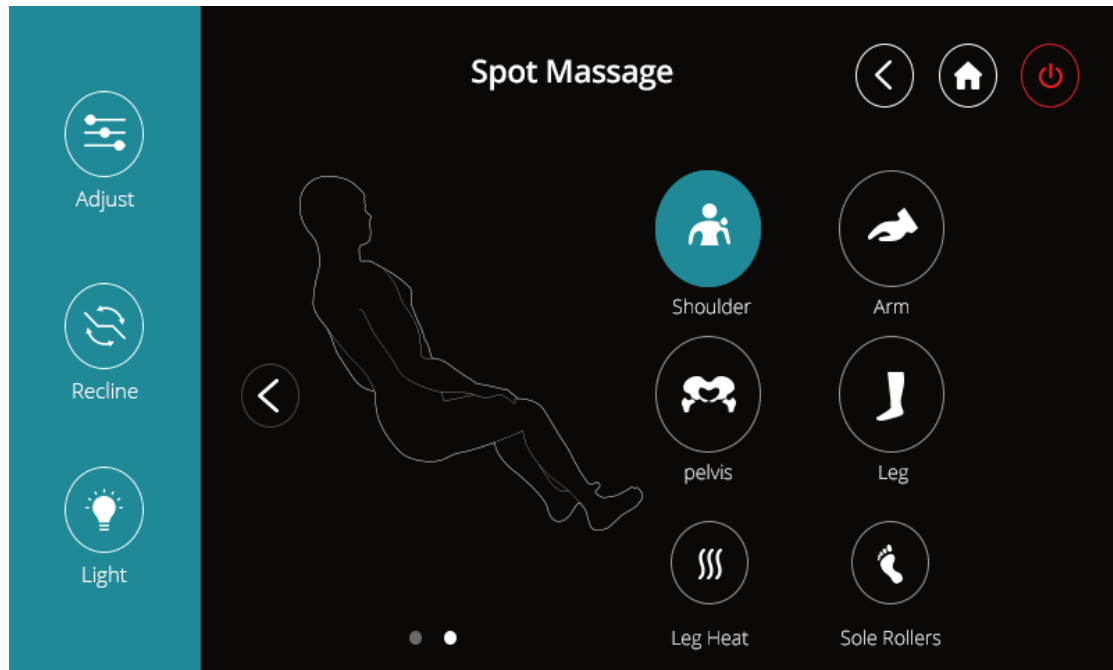 Spot Massage
Adjust
Recline
Light
Shoulder
Arm
pelvis
Leg
Leg Heat
Sole Rollers